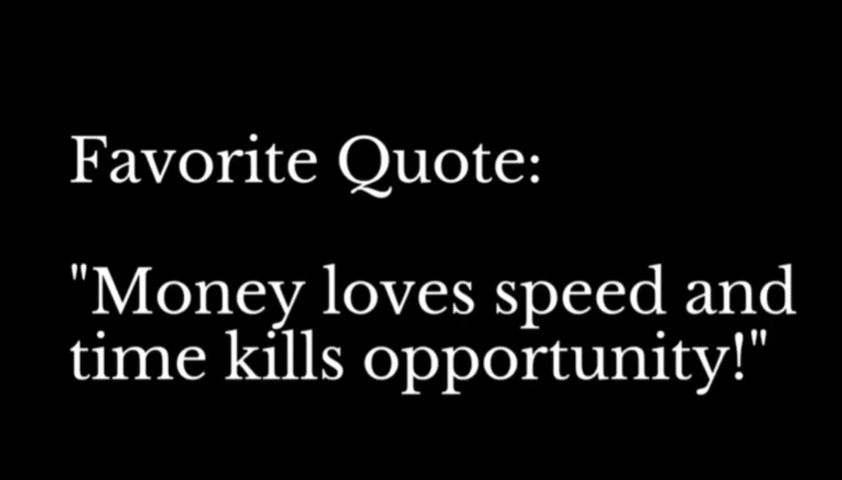 Favorite Quote:
"Money loves speed and
time kills opportunity!"